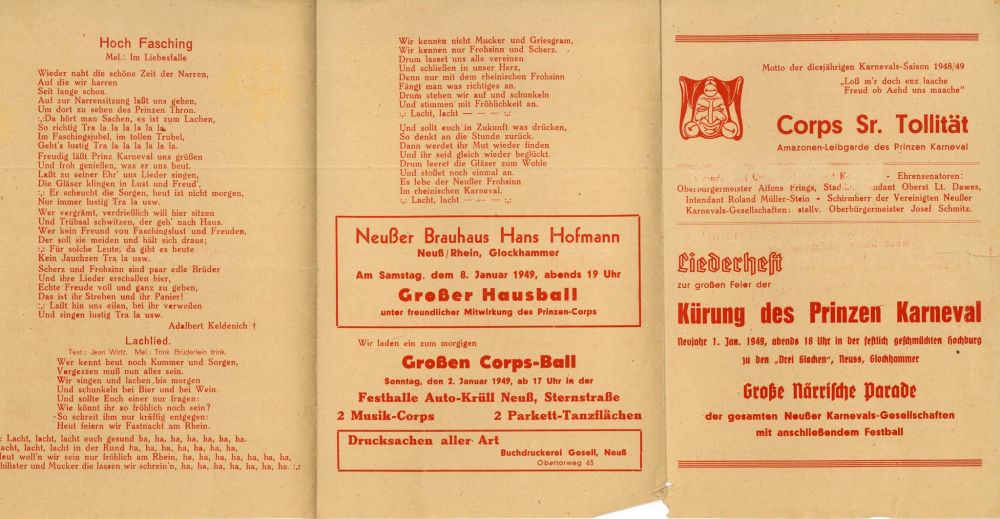 Hoch Fasching
Mel.: Im Liebesfalle
Wieder naht die schöne Zeit der Narren,
Auf die wir harren
Seit lange schon.
Auf zur Narrensitzung laßt uns gehen,
Um dort zu sehen des Prinzen Thron.
:,:Da hört man Sachen, es ist zum Lachen,
So richtig Tra la la la la la la.
Im Faschingsjubel, im tollen Trubel,
Geht's lustig Tra la la la la la la.
Freudig läßt Prinz Karneval uns grüßen
Und froh genießen, was er uns beut.
Laßt zu seiner Ehr' uns Lieder singen,
Die Gläser klingen in Lust und Freud',
:,: Er scheucht die Sorgen, heut ist nicht morgen,
Nur immer lustig Tra la usw.
Wer vergrämt, verdrießlich will hier sitzen
Und Trübsal schwitzen, der geh' nach Haus.
Wer kein Freund von Faschingslust und Freuden,
Der soll sie meiden und hält sich draus;
:,: Für solche Leute, da gibt es heute
Kein Jauchzen Tra la usw.
Scherz und Frohsinn sind paar edle Brüder
Und ihre Lieder erschallen hier,
Echte Freude voll und ganz zu geben,
Das ist ihr Streben und ihr Panier!
:,: Laßt hin uns eilen, bei ihr verweilen
Und singen lustig Tra la usw.
Adalbert Keldenich †
Lachlied.
Text: Jean Wirtz. Mel.: Trink Brüderlein trink.
Wer kennt heut noch Kummer und Sorgen,
Vergessen muß nun alles sein.
Wir singen und lachen bis morgen
Und schunkeln bei Bier und bei Wein.
Und sollte Euch einer nur fragen:
Wie könnt ihr so fröhlich noch sein?
So schreit ihm nur kräftig entgegen:
Heut feiern wir Fastnacht am Rhein.
: Lacht, lacht, lacht euch gesund ha, ha, ha, ha, ha, ha, ha.
acht, lacht, lacht in der Rund ha, ha, ha, ha, ha, ha, ha.
eut woll'n wir sein nur fröhlich am Rhein, ha, ha, ha, ha, ha, ha, ha,
hilister und Mucker die lassen wir schrein'n, ha, ha, ha, ha, ha, ha, ha. :,:
Wir kennen nicht Mucker und Griesgram,
Wir kennen nur Frohsinn und Scherz.
Drum lasset uns alle vereinen
Und schließen in unser Herz,
Denn nur mit dem rheinischen Frohsinn
Fängt man was richtiges an.
Drum stehen wir auf und schunkeln
Und stimmen mit Fröhlichkeit an.
:,: Lacht, lacht — — — :,:
Und sollt euch in Zukunft was drücken,
So denkt an die Stunde zurück.
Dann werdet ihr Mut wieder finden
Und ihr seid gleich wieder beglückt.
Drum leeret die Gläser zum Wohle
Und stoßet noch einmal an.
Es lebe der Neußer Frohsinn
Im rheinischen Karneval.
:,: Lacht, lacht — — — :,:
Neußer Brauhaus Hans Hofmann
Neuß/Rhein, Glockhammer
Am Samstag, dem 8. Januar 1949, abends 19 Uhr
Großer Hausball
unter freundlicher Mitwirkung des Prinzen-Corps
Wir laden ein zum morgigen
Großen Corps-Ball
Sonntag, den 2. Januar 1949, ab 17 Uhr in der
Festhalle Auto-Krüll Neuß, Sternstraße
2 Musik-Corps 2 Parkett-Tanzflächen
Drucksachen aller Art
Buchdruckerei Gesell, Neuß
Obertorweg 63
Motto der diesjährigen Karnevals-Saison 1948/49
„Loß m'r doch enz laache
Freud ob Aehd uns maache"
Corps Sr. Tollität
Amazonen-Leibgarde des Prinzen Karneval
- Ehrensenatoren:
Oberbürgermeister Alfons Frings, Oberst Lt. Dawes,
Intendant Roland Müller-Stein - Schirmherr der Vereinigten Neußer
Karnevals-Gesellschaften: stellv. Oberbürgermeister Josef Schmitz.
Liederheft
zur großen Feier der
Kürung des Prinzen Karneval
Neujahr 1. Jan. 1949, abends 18 Uhr in der festlich geschmückten Hochburg
zu den „Drei Glocken", Neuss, Glockhammer
Große Närrische Parade
der gesamten Neußer Karnevals-Gesellschaften
mit anschließendem Festball